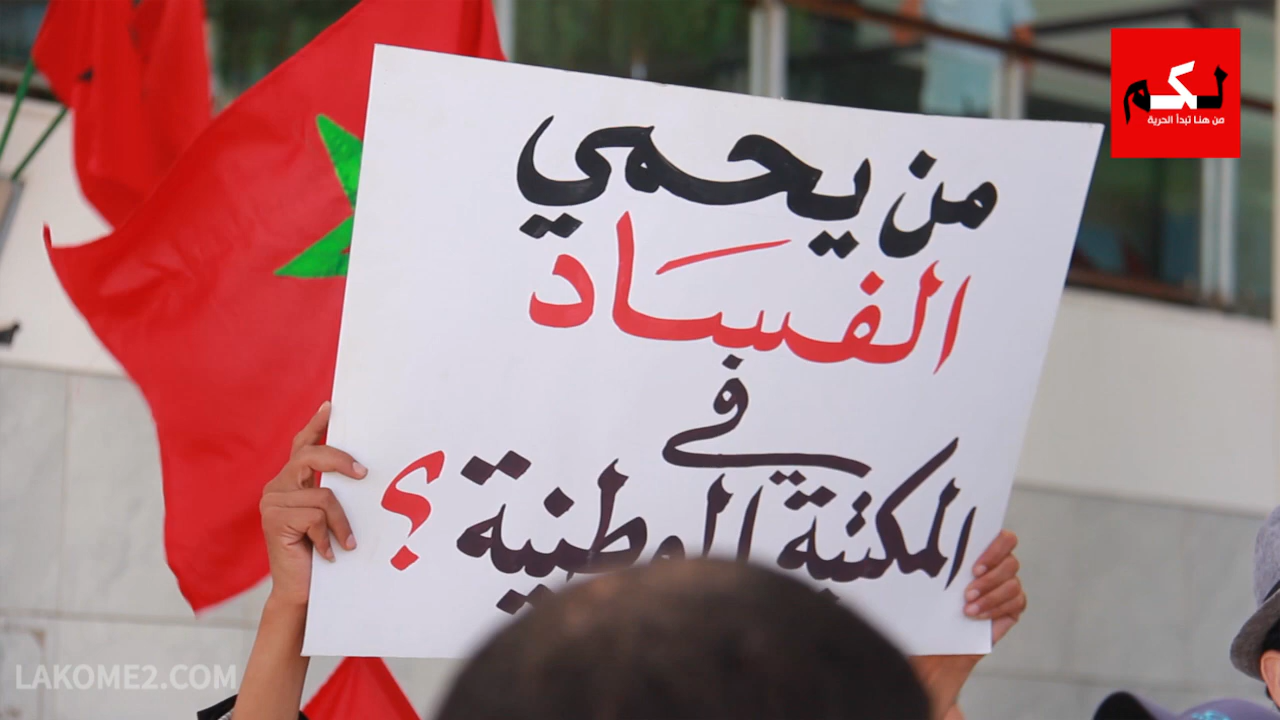 من يحمي
الفساد
في
المكتبة الوطنية؟
لكم
من هنا تبدأ الحرية
LAKOME2.COM